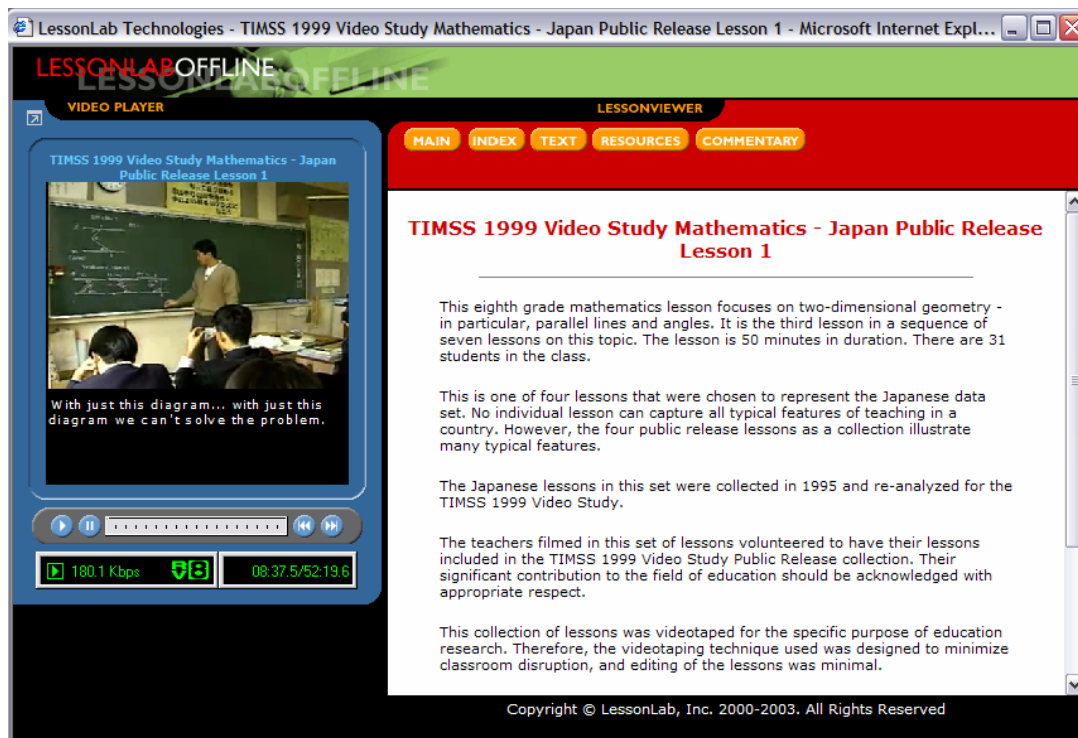 LessonLab Technologies - TIMSS 1999 Video Study Mathematics - Japan Public Release Lesson 1 - Microsoft Internet Expl...
LESSONLABOFFLINE
LESSONLABOFFLINE
VIDEO PLAYER
TIMSS 1999 Video Study Mathematics - Japan
Public Release Lesson 1
With just this diagram... with just this
diagram we can't solve the problem.
180.1 Kbps
08:37.5/52:19.6
LESSONVIEWER
MAIN INDEX TEXT RESOURCES COMMENTARY
TIMSS 1999 Video Study Mathematics - Japan Public Release
Lesson 1
This eighth grade mathematics lesson focuses on two-dimensional geometry -
in particular, parallel lines and angles. It is the third lesson in a sequence of
seven lessons on this topic. The lesson is 50 minutes in duration. There are 31
students in the class.
This is one of four lessons that were chosen to represent the Japanese data
set. No individual lesson can capture all typical features of teaching in a
country. However, the four public release lessons as a collection illustrate
many typical features.
The Japanese lessons in this set were collected in 1995 and re-analyzed for the
TIMSS 1999 Video Study.
The teachers filmed in this set of lessons volunteered to have their lessons
included in the TIMSS 1999 Video Study Public Release collection. Their
significant contribution to the field of education should be acknowledged with
appropriate respect.
This collection of lessons was videotaped for the specific purpose of education
research. Therefore, the videotaping technique used was designed to minimize
classroom disruption, and editing of the lessons was minimal.
Copyright © LessonLab, Inc. 2000-2003. All Rights Reserved